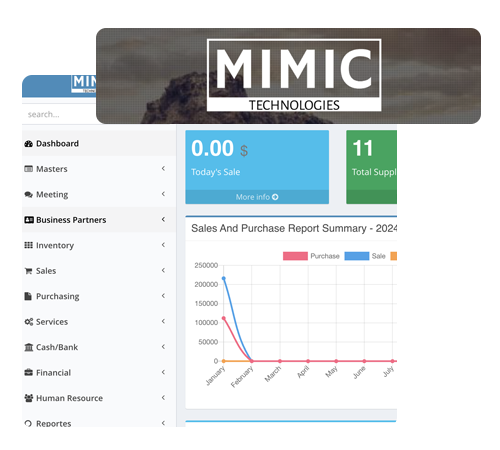 MIMIC
TECHNOLOGIES
search...
Dashboard
Masters
Meeting
Business Partners
Inventory
Sales
Purchasing
Services
Cash/Bank
Financial
Human Resource
Reportes
0.00 $
Today's Sale
More info
11
Total Suppl
Sales And Purchase Report Summary - 2024
Purchase
Sale
250000
200000
150000
100000
50000
0
January
February
March
April
May
June
July